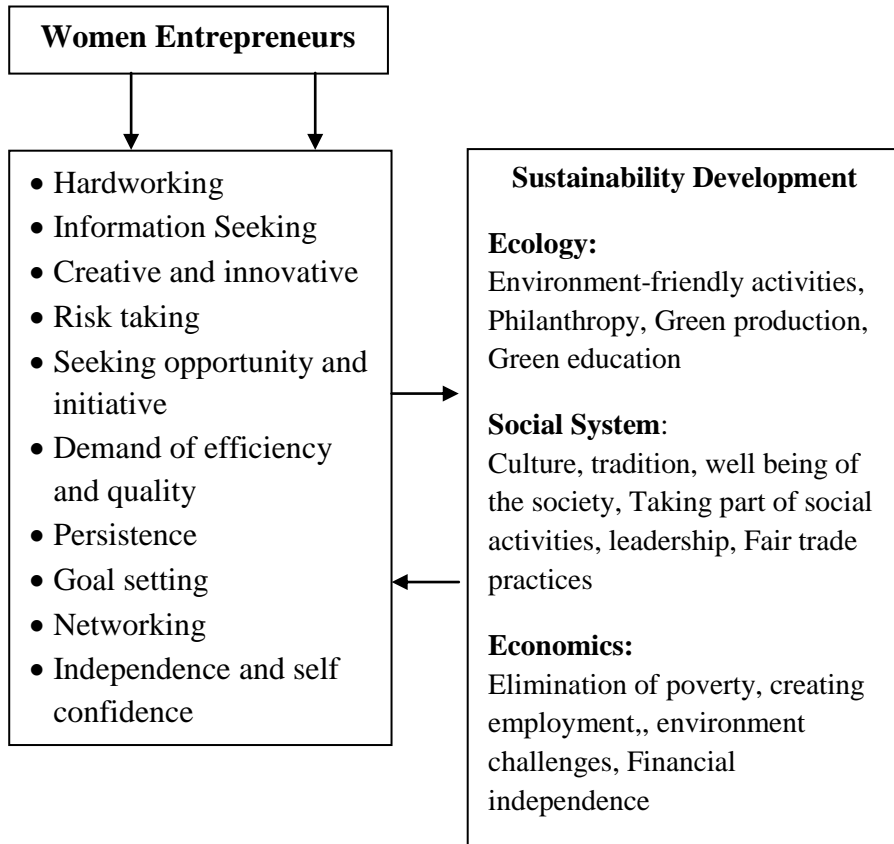 Women Entrepreneurs
• Hardworking
• Information Seeking
• Creative and innovative
• Risk taking
• Seeking opportunity and
initiative
• Demand of efficiency
and quality
• Persistence
• Goal setting
• Networking
• Independence and self
confidence
Sustainability Development
Ecology:
Environment-friendly activities,
Philanthropy, Green production,
Green education
Social System:
Culture, tradition, well being of
the society, Taking part of social
activities, leadership, Fair trade
practices
Economics:
Elimination of poverty, creating
employment,, environment
challenges, Financial
independence